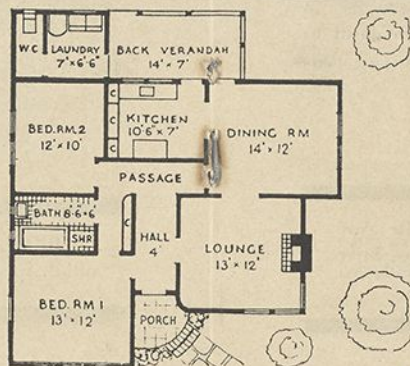 WC
LAUNDRY
7'×6'6"
BACK VERANDAH
14'×7'
C
C
KITCHEN
10'6"×7'
BED.RM.2
12'×10'
DINING RM
14'×12'
PASSAGE
BATH 8'6"×6'
SHR
C
HALL
4'
LOUNGE
13'×12'
BED.RM 1
13'×12'
PORCH